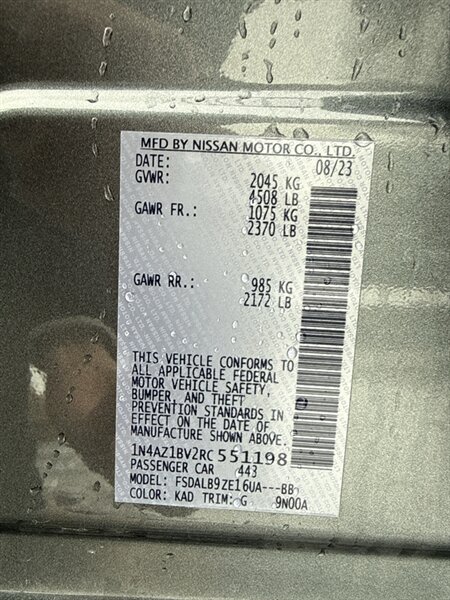 MFD BY NISSAN MOTOR CO., LTD.
DATE: 08/23
GVWR: 2045 KG
4508 LB
GAWR FR.: 1075 KG
2370 LB
GAWR RR.: 985 KG
2172 LB
THIS VEHICLE CONFORMS TO
ALL APPLICABLE FEDERAL
MOTOR VEHICLE SAFETY,
BUMPER, AND THEFT
PREVENTION STANDARDS IN
EFFECT ON THE DATE OF
MANUFACTURE SHOWN ABOVE.
1N4AZ1BV2RC551198
PASSENGER CAR 443
MODEL: FSDALB9ZE16UA---BB
COLOR: KAD TRIM: G 9N00A